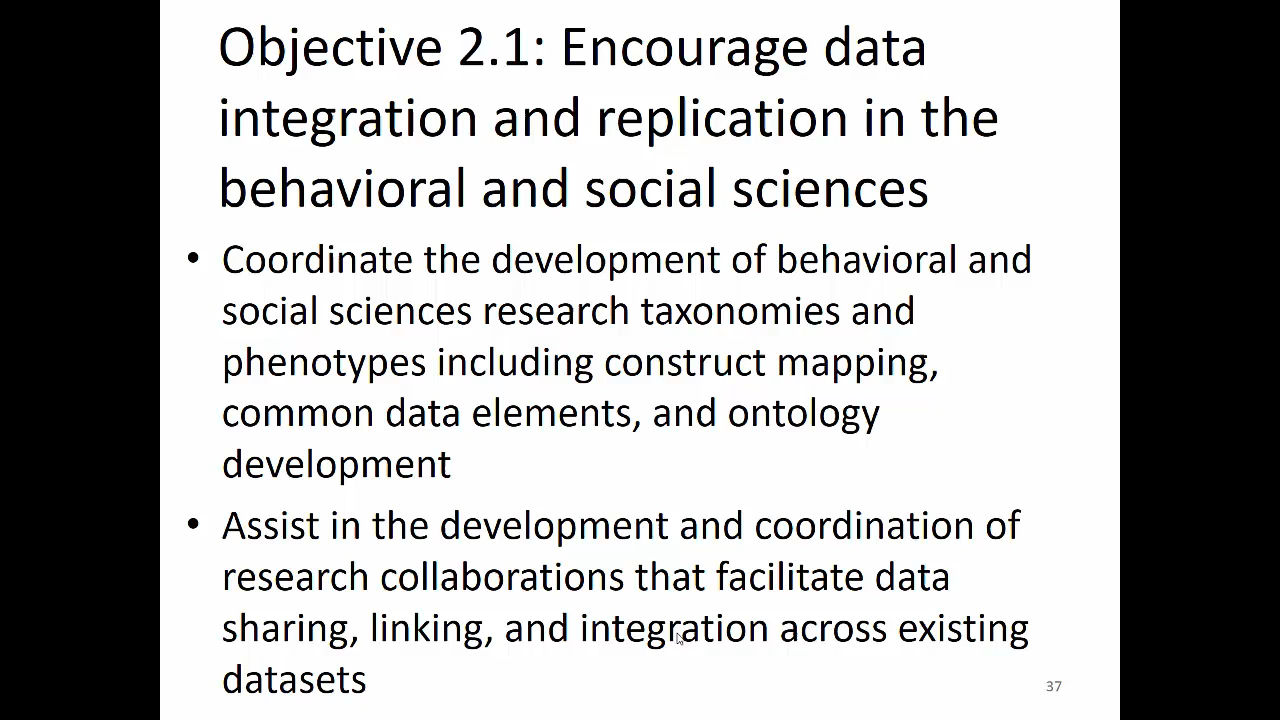 Objective 2.1: Encourage data
integration and replication in the
behavioral and social sciences
• Coordinate the development of behavioral and
social sciences research taxonomies and
phenotypes including construct mapping,
common data elements, and ontology
development
• Assist in the development and coordination of
research collaborations that facilitate data
sharing, linking, and integration across existing
datasets
37